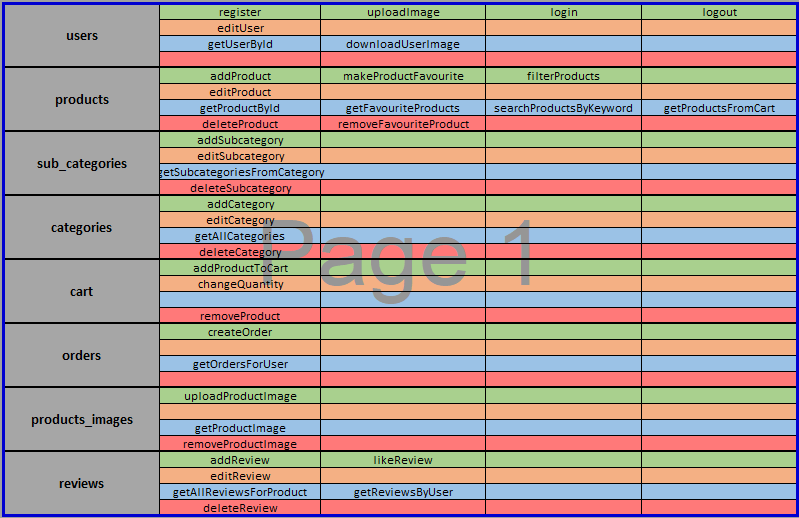 register uploadImage login logout
editUser
users
getUserById downloadUserImage
addProduct makeProductFavourite filterProducts
editProduct
products
getProductById getFavouriteProducts searchProductsByKeyword getProductsFromCart
deleteProduct removeFavouriteProduct
addSubcategory
editSubcategory
sub_categories
getSubcategoriesFromCategory
deleteSubcategory
addCategory
editCategory
categories
getAllCategories
deleteCategory
Page 1
addProductToCart
changeQuantity
cart
removeProduct
createOrder
orders
getOrdersForUser
uploadProductImage
products_images
getProductImage
removeProductImage
addReview likeReview
editReview
reviews
getAllReviewsForProduct getReviewsByUser
deleteReview